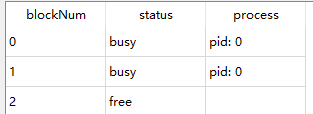 blockNum status process
0 busy pid: 0
1 busy pid: 0
2 free